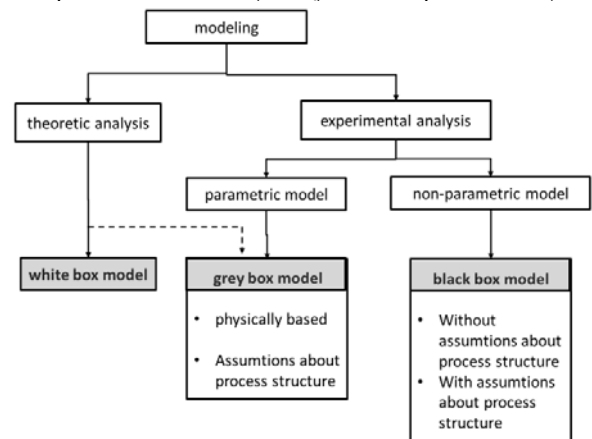 modeling
theoretic analysis
experimental analysis
parametric model
non-parametric model
white box model
grey box model
• physically based
• Assumtions about
process structure
black box model
• Without
assumtions about
process structure
• With assumtions
about process
structure